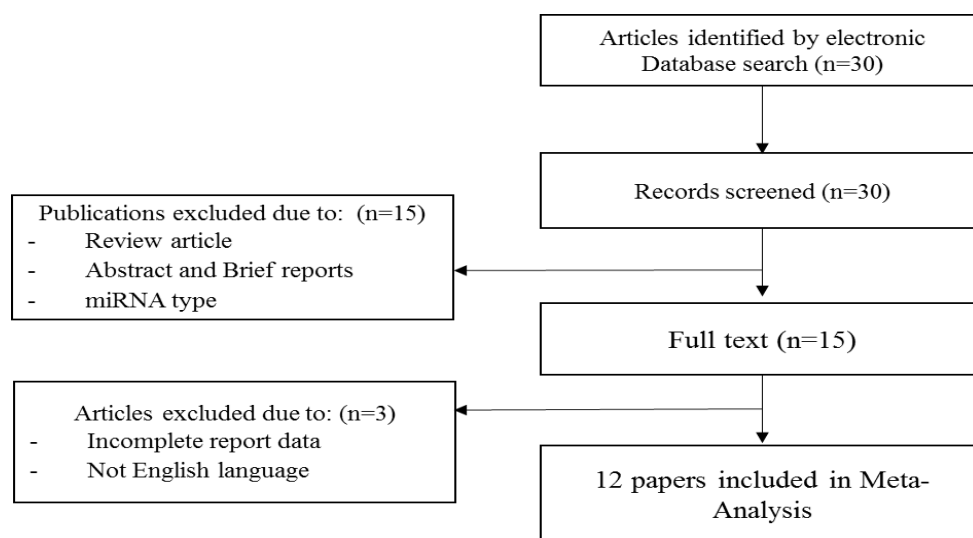 Articles identified by electronic
Database search (n=30)
Records screened (n=30)
Publications excluded due to: (n=15)
- Review article
- Abstract and Brief reports
- miRNA type
Full text (n=15)
Articles excluded due to: (n=3)
- Incomplete report data
- Not English language
12 papers included in Meta-
Analysis